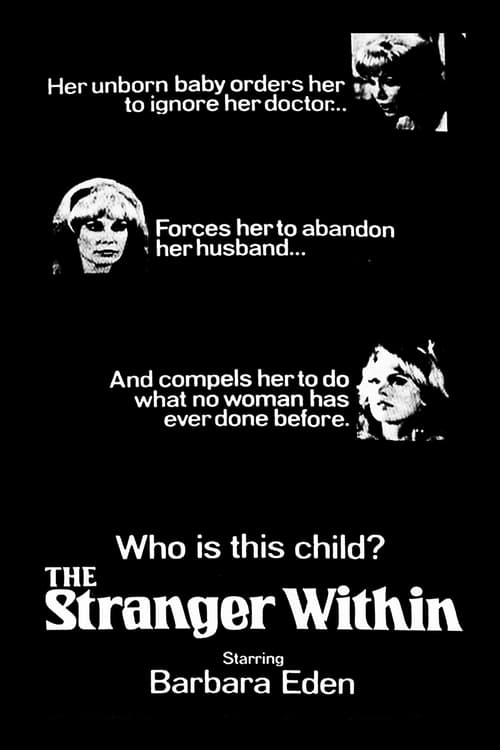 Her unborn baby orders her
to ignore her doctor...
Forces her to abandon
her husband...
And compels her to do
what no woman has
ever done before.
Who is this child?
THE
Stranger Within
Starring
Barbara Eden